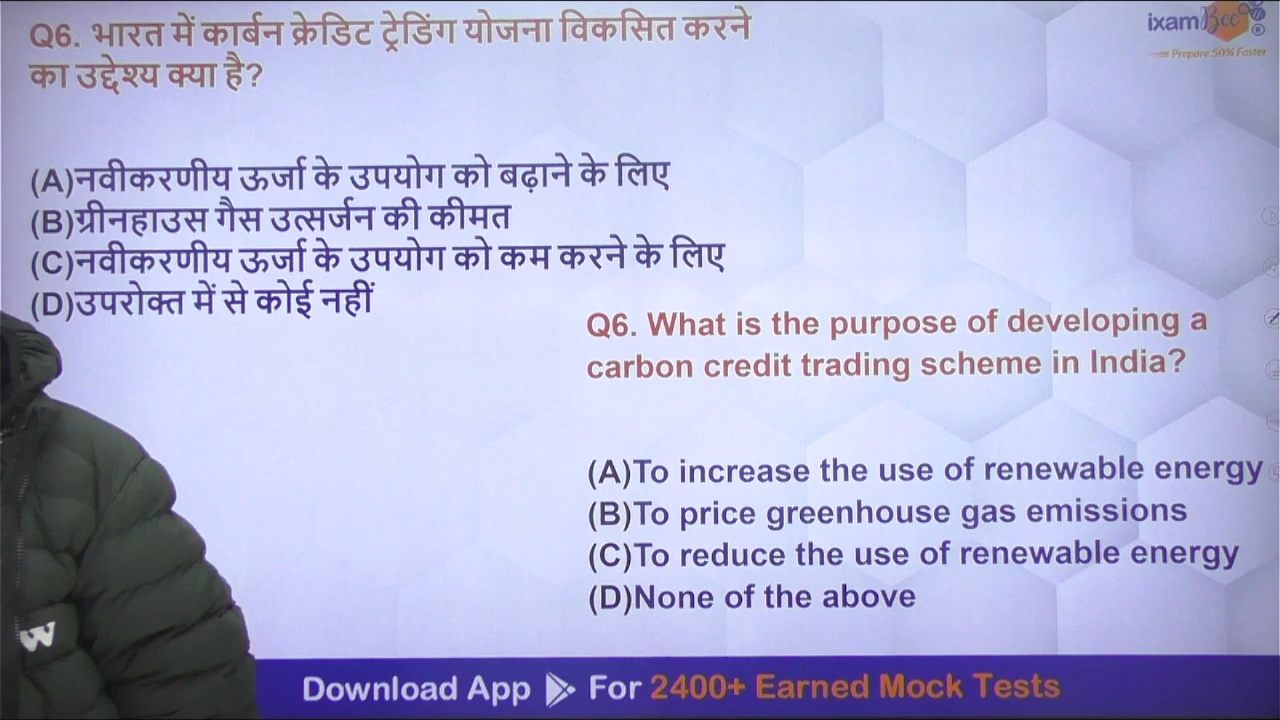 Q6. भारत में कार्बन क्रेडिट ट्रेडिंग योजना विकसित करने
का उद्देश्य क्या है?
(A)नवीकरणीय ऊर्जा के उपयोग को बढ़ाने के लिए
(B)ग्रीनहाउस गैस उत्सर्जन की कीमत
(C)नवीकरणीय ऊर्जा के उपयोग को कम करने के लिए
(D)उपरोक्त में से कोई नहीं
ixamBee
Prepare 50% Faster
Q6. What is the purpose of developing a
carbon credit trading scheme in India?
(A)To increase the use of renewable energy
(B)To price greenhouse gas emissions
(C)To reduce the use of renewable energy
(D)None of the above
W
Download App For 2400+ Earned Mock Tests